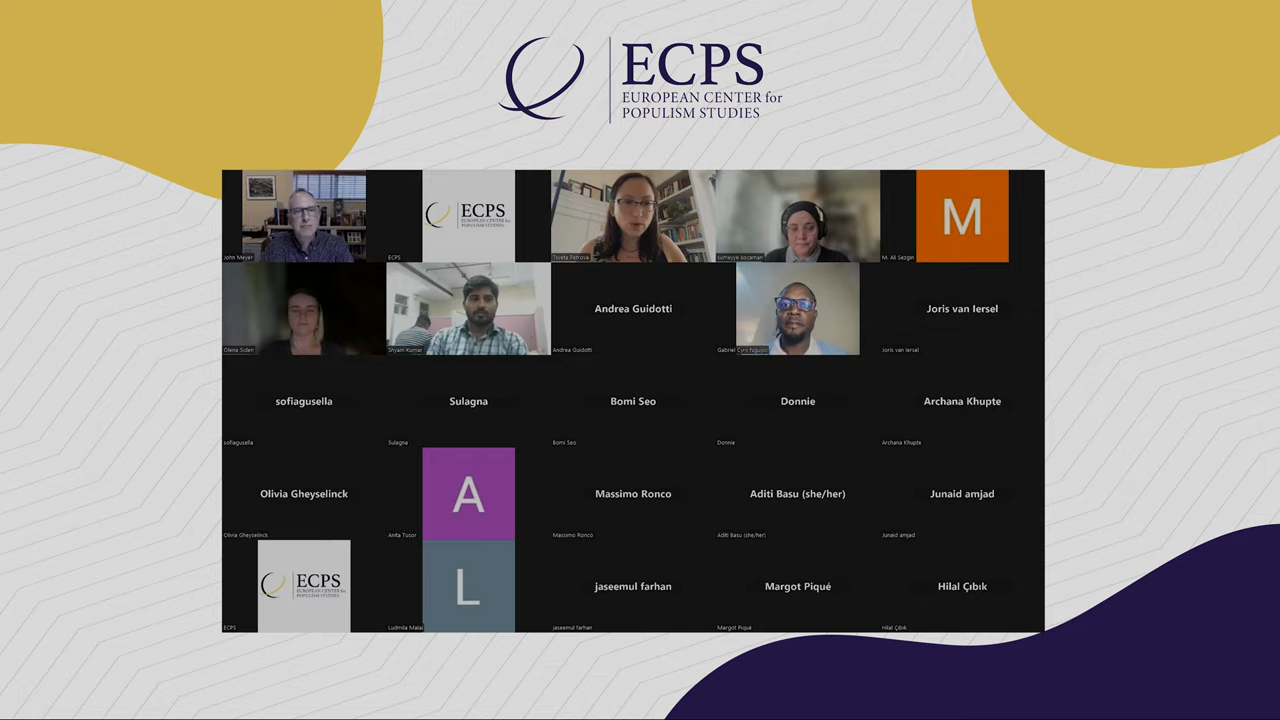 ECPS
EUROPEAN CENTER for
POPULISM STUDIES
ECPS
EUROPEAN CENTER for
POPULISM STUDIES
M
John Meyer
ECPS
Tsveta Petrova
sümeyye kocaman
M. Ali Sezgin
Andrea Guidotti
Joris van Iersel
Olena Siden
Shyam Kumar
Andrea Guidotti
Gabriel Cyril Nguijoi
Joris van Iersel
sofiagusella
Sulagna
Bomi Seo
Donnie
Archana Khupte
sofiagusella
Sulagna
Bomi Seo
Donnie
Archana Khupte
Olivia Gheyselinck
A
Massimo Ronco
Aditi Basu (she/her)
Junaid amjad
Olivia Gheyselinck
Anita Tusor
Massimo Ronco
Aditi Basu (she/her)
Junaid amjad
ECPS
EUROPEAN CENTER for
POPULISM STUDIES
L
jaseemul farhan
Margot Piqué
Hilal Çıbık
ECPS
Ludmila Malai
jaseemul farhan
Margot Piqué
Hilal Çıbık